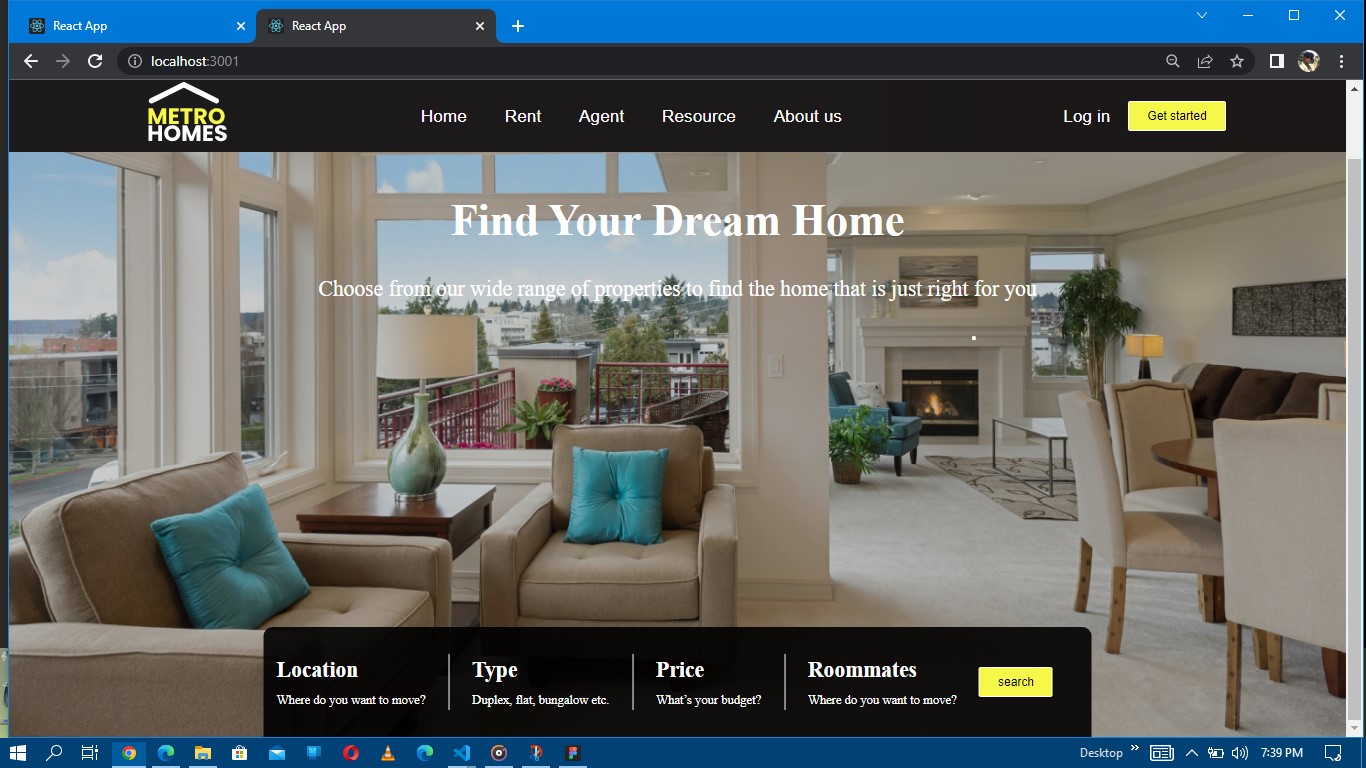 React App
React App
localhost:3001
METRO
HOMES
Home Rent Agent Resource About us
Log in
Get started
Find Your Dream Home
Choose from our wide range of properties to find the home that is just right for you
Location
Where do you want to move?
Type
Duplex, flat, bungalow etc.
Price
What's your budget?
Roommates
Where do you want to move?
search
Desktop
7:39 PM